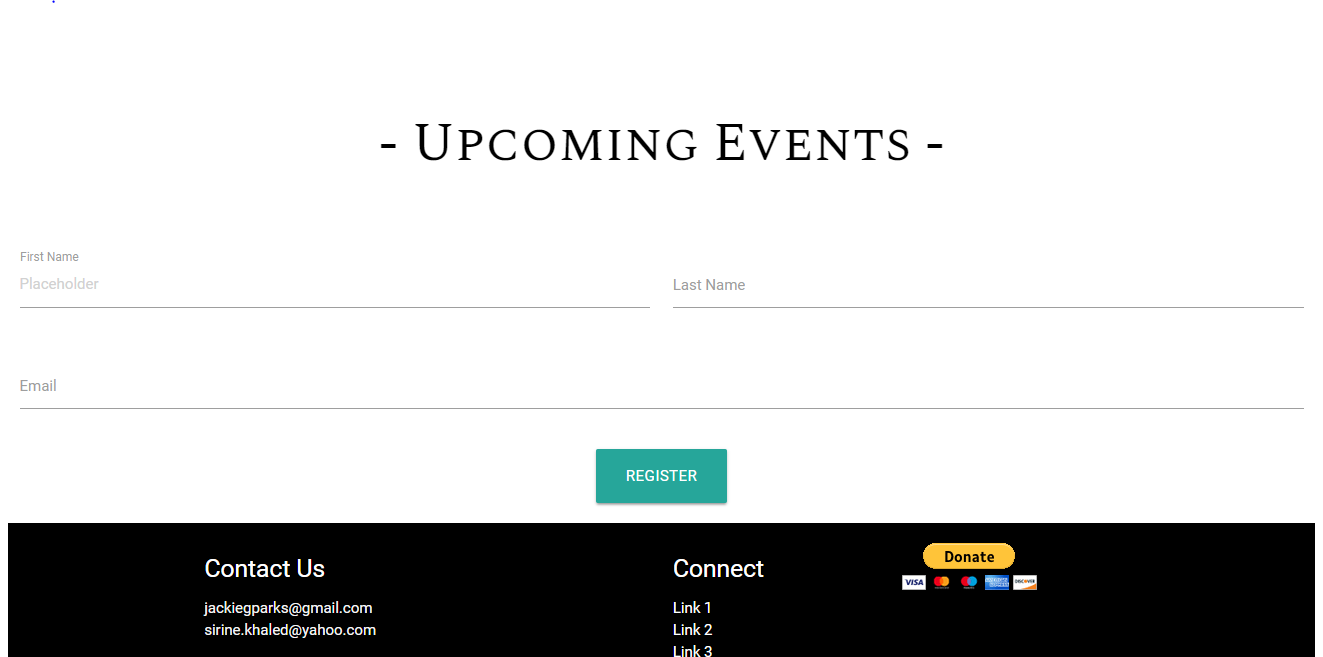 - Upcoming Events -
First Name
Placeholder
Last Name
Email
REGISTER
Contact Us
jackiegparks@gmail.com
sirine.khaled@yahoo.com
Connect
Link 1
Link 2
Link 3
Donate
VISA
DISCOVER